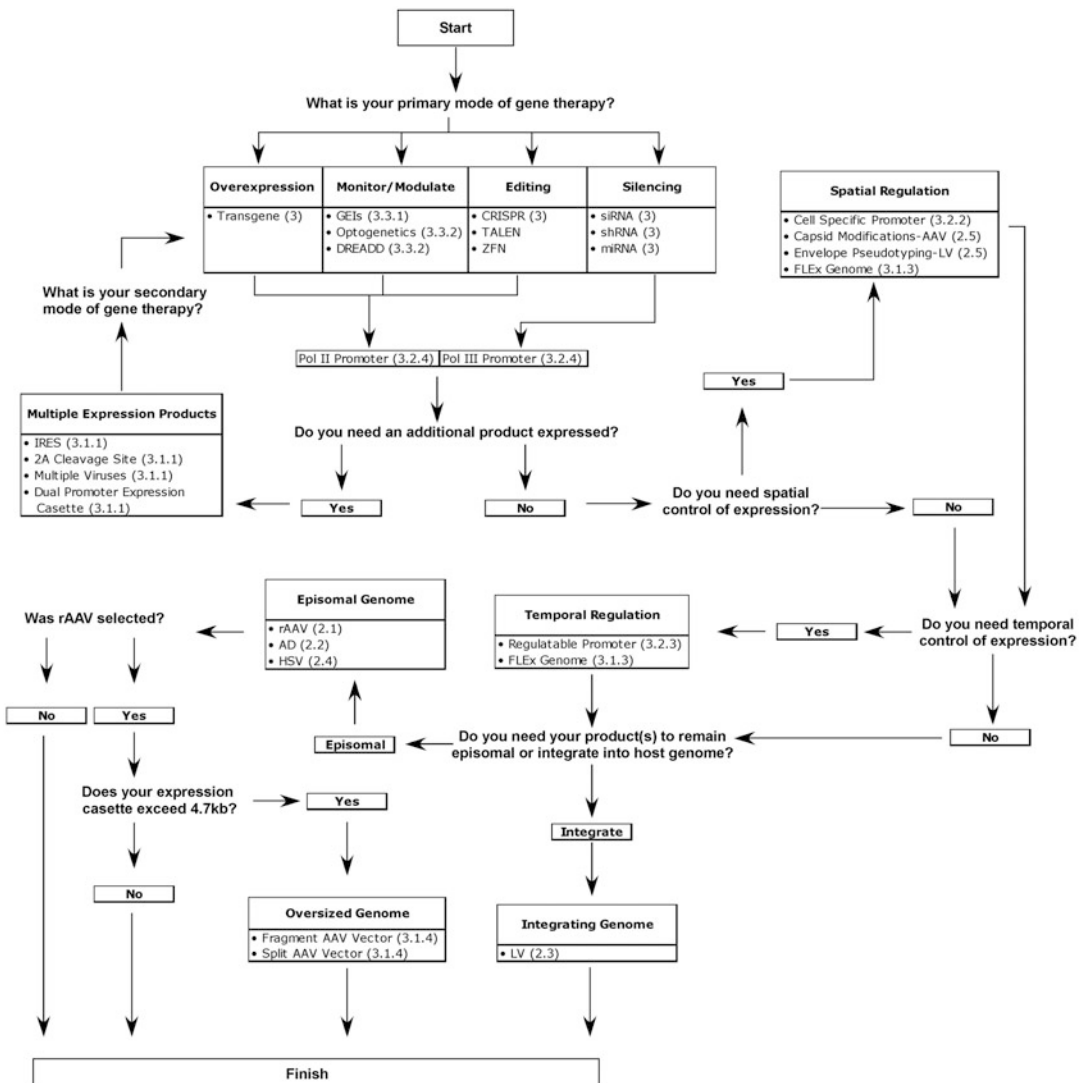 Start
What is your primary mode of gene therapy?
Overexpression
• Transgene (3)
Monitor/Modulate
• GEIs (3.3.1)
• Optogenetics (3.3.2)
• DREADD (3.3.2)
Editing
• CRISPR (3)
• TALEN
• ZFN
Silencing
• siRNA (3)
• shRNA (3)
• miRNA (3)
Spatial Regulation
• Cell Specific Promoter (3.2.2)
• Capsid Modifications-AAV (2.5)
• Envelope Pseudotyping-LV (2.5)
• FLEx Genome (3.1.3)
What is your secondary
mode of gene therapy?
Pol II Promoter (3.2.4)
Pol III Promoter (3.2.4)
Yes
Multiple Expression Products
• IRES (3.1.1)
• 2A Cleavage Site (3.1.1)
• Multiple Viruses (3.1.1)
• Dual Promoter Expression
Casette (3.1.1)
Do you need an additional product expressed?
Yes
No
Do you need spatial
control of expression?
No
Was rAAV selected?
Episomal Genome
• rAAV (2.1)
• AD (2.2)
• HSV (2.4)
Temporal Regulation
• Regulatable Promoter (3.2.3)
• FLEx Genome (3.1.3)
Yes
Do you need temporal
control of expression?
No
Yes
Episomal
Do you need your product(s) to remain
episomal or integrate into host genome?
No
Does your expression
casette exceed 4.7kb?
Yes
Integrate
No
Oversized Genome
• Fragment AAV Vector (3.1.4)
• Split AAV Vector (3.1.4)
Integrating Genome
• LV (2.3)
Finish